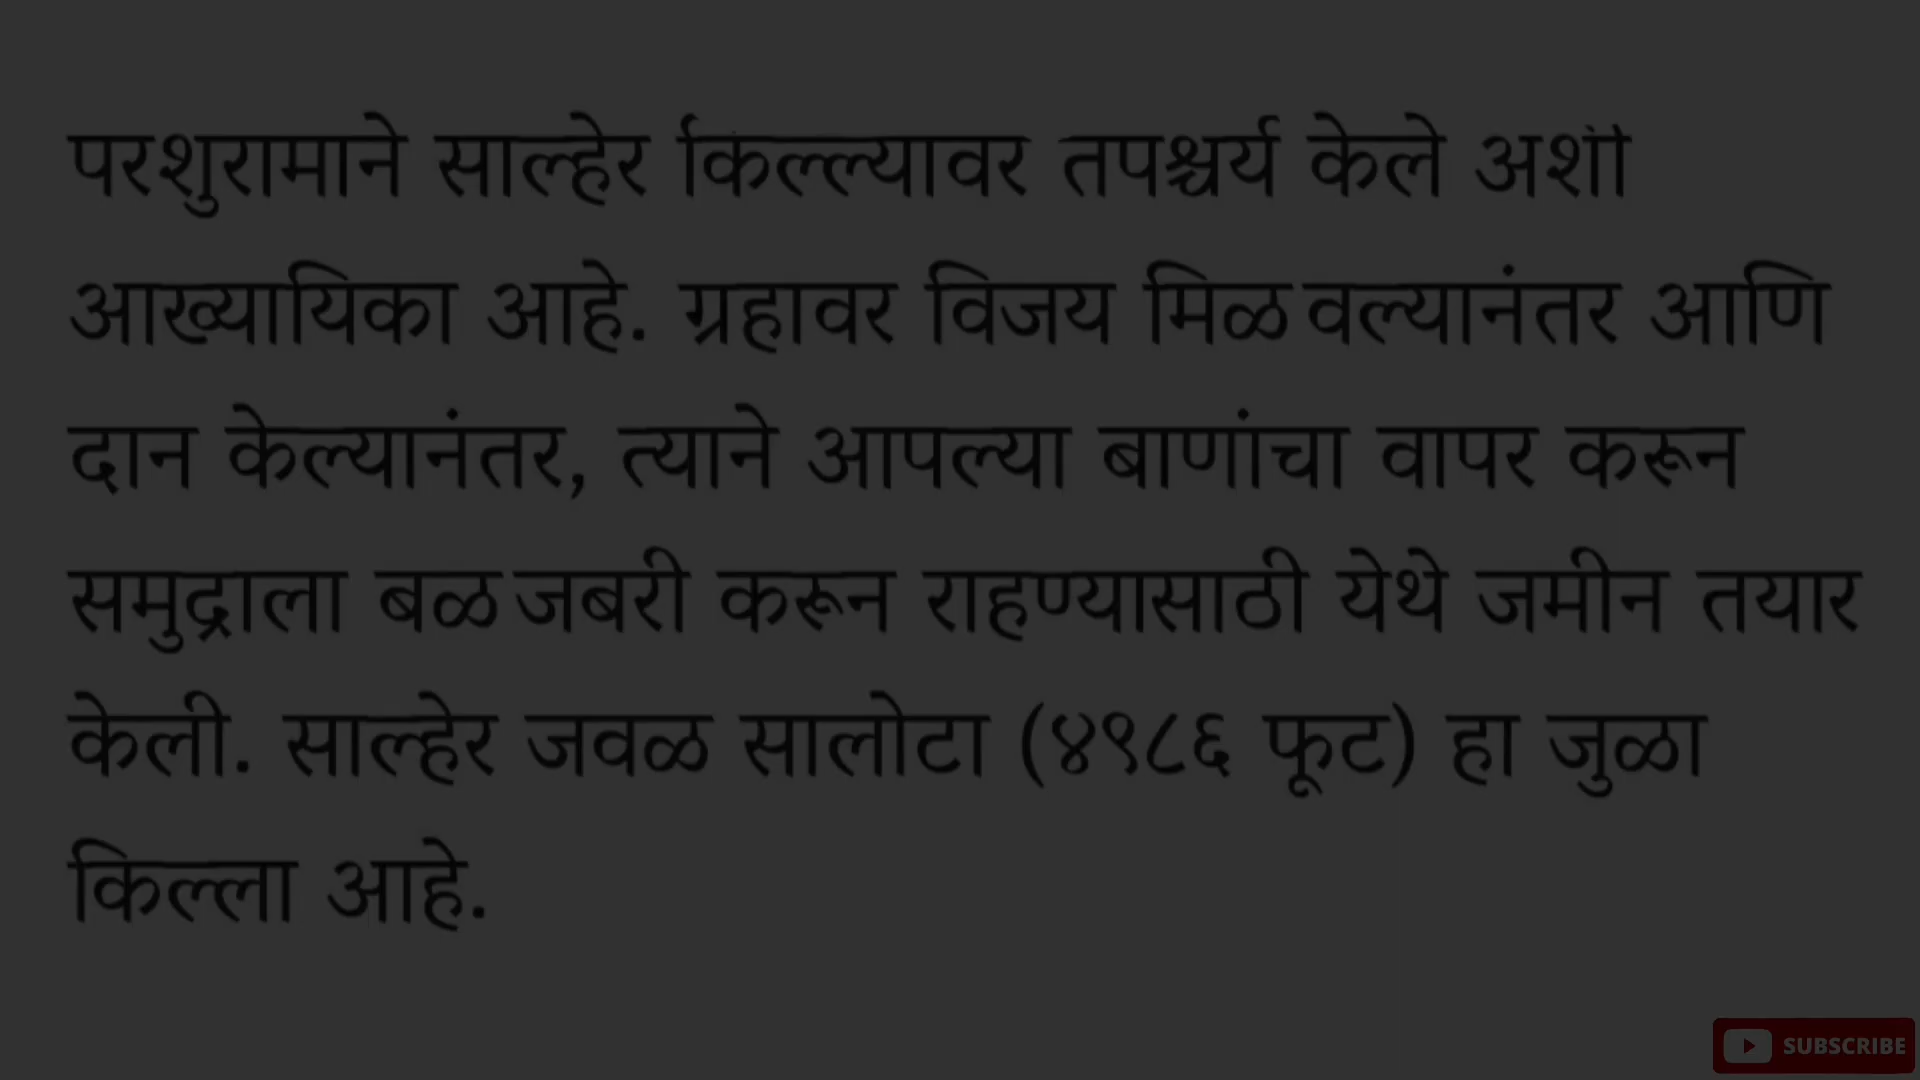 परशुरामाने साल्हेर किल्ल्यावर तपश्चर्य केले अशी
आख्यायिका आहे. ग्रहावर विजय मिळवल्यानंतर आणि
दान केल्यानंतर, त्याने आपल्या बाणांचा वापर करून
समुद्राला बळजबरी करून राहण्यासाठी येथे जमीन तयार
केली. साल्हेर जवळ सालोटा (४९८६ फूट) हा जुळा
किल्ला आहे.
SUBSCRIBE